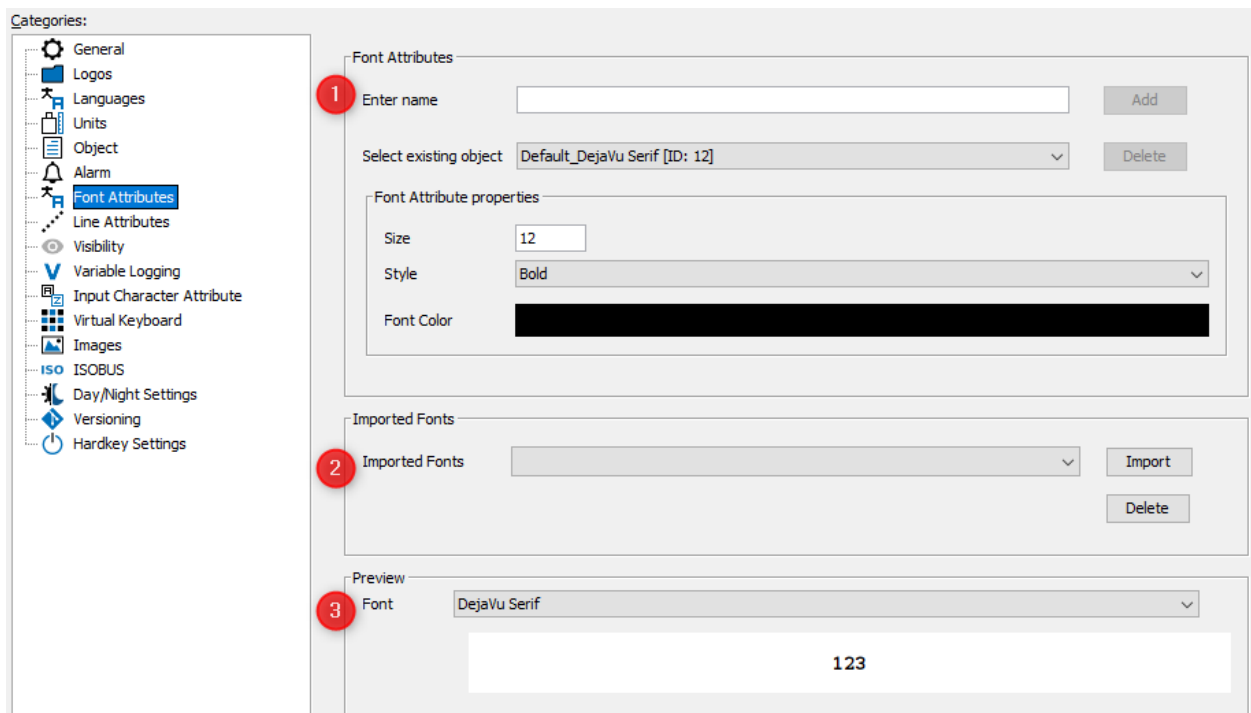 Categories:
General
Logos
Languages
Units
Object
Alarm
Font Attributes
Line Attributes
Visibility
Variable Logging
Input Character Attribute
Virtual Keyboard
Images
ISO ISOBUS
Day/Night Settings
Versioning
Hardkey Settings
Font Attributes
1 Enter name Add
Select existing object Default_DejaVu Serif [ID: 12] Delete
Font Attribute properties
Size 12
Style Bold
Font Color
Imported Fonts
2 Imported Fonts Import
Delete
Preview
3 Font DejaVu Serif
123